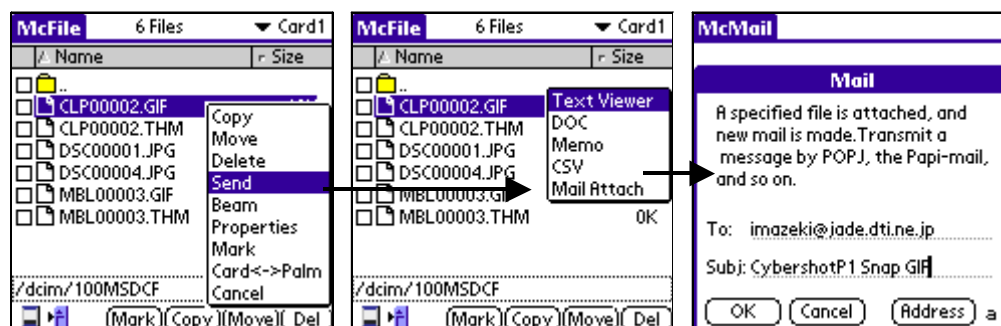 McFile 6 Files Card1
Name Size
..
CLP00002.GIF
CLP00002.THM
DSC00001.JPG
DSC00004.JPG
MBL00003.GIF
MBL00003.THM
Copy
Move
Delete
Send
Beam
Properties
Mark
Card<->Palm
Cancel
/dcim/100MSDCF
Mark Copy Move Del
McFile 6 Files Card1
Name Size
..
CLP00002.GIF
CLP00002.THM
DSC00001.JPG
DSC00004.JPG
MBL00003.GIF
MBL00003.THM 0K
Text Viewer
DOC
Memo
CSV
Mail Attach
/dcim/100MSDCF
Mark Copy Move Del
McMail
Mail
A specified file is attached, and
new mail is made.Transmit a
message by POPJ, the Papi-mail,
and so on.
To: imazeki@jade.dti.ne.jp
Subj: CybershotP1 Snap GIF
OK Cancel Address a